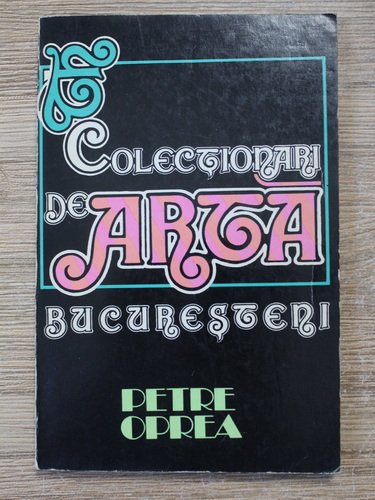 COLECȚIONARI
DE ARTĂ
BUCUREȘTENI
PETRE
OPREA